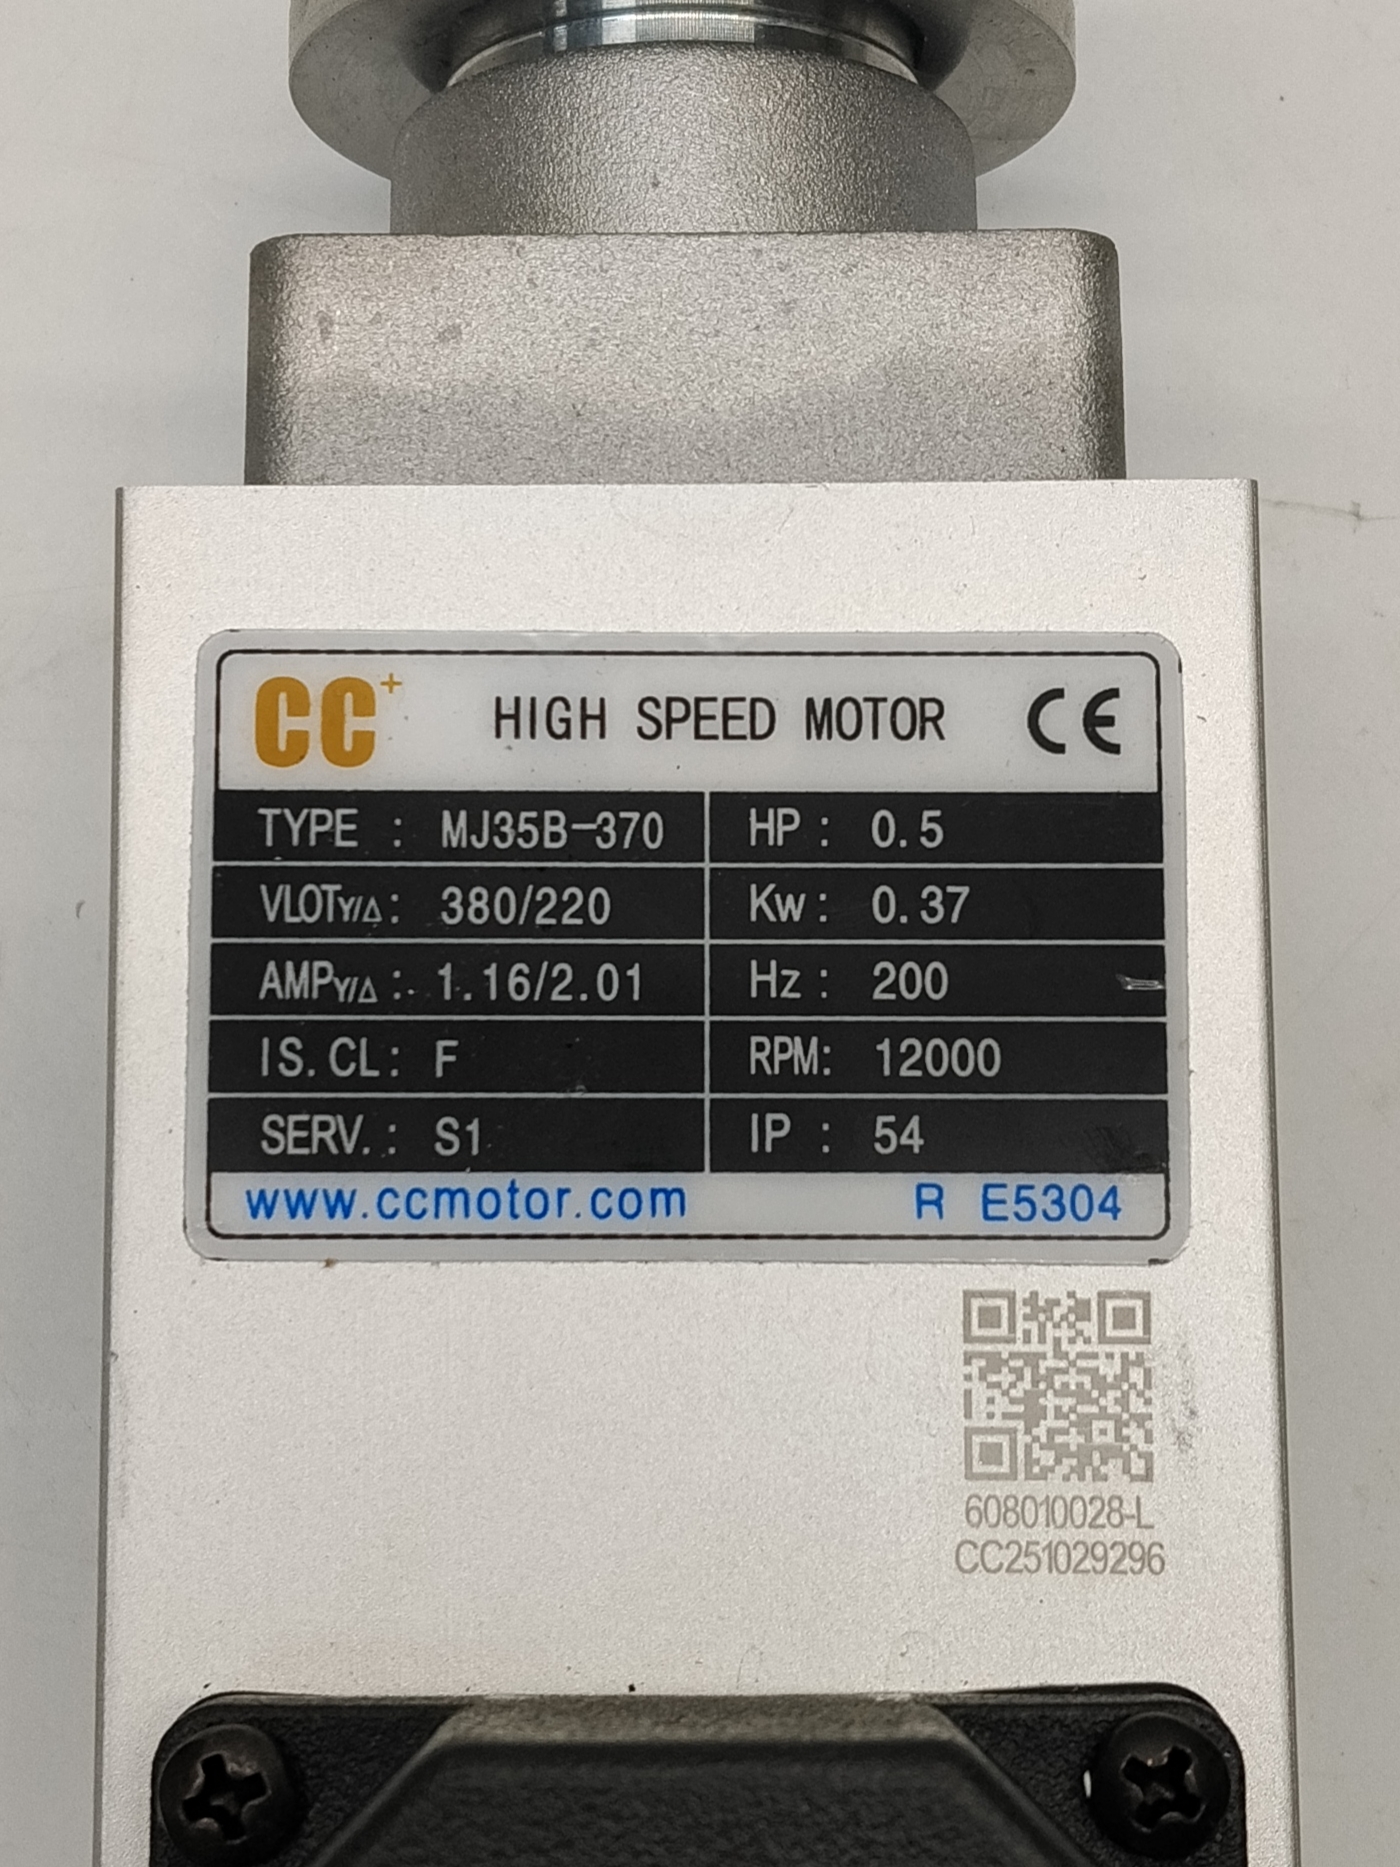 CC+ HIGH SPEED MOTOR CE
TYPE : MJ35B-370 HP : 0.5
VLOTY/Δ: 380/220 Kw : 0.37
AMPY/Δ : 1.16/2.01 Hz : 200
IS.CL: F RPM: 12000
SERV.: S1 IP : 54
www.ccmotor.com R E5304
608010028-L
CC251029296